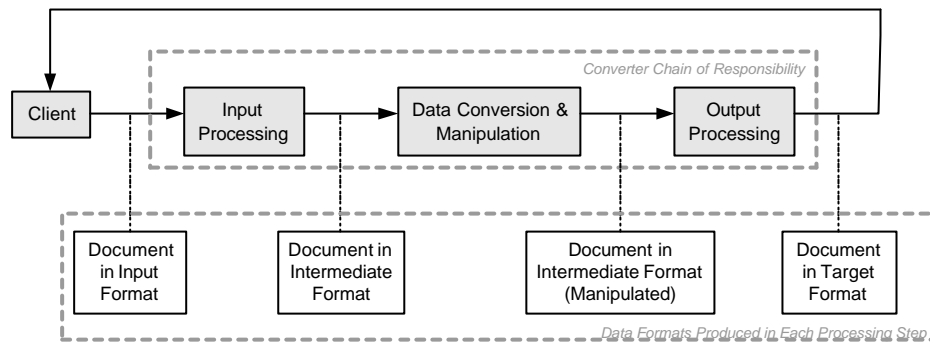 Converter Chain of Responsibility
Client
Input
Processing
Data Conversion &
Manipulation
Output
Processing
Document
in Input
Format
Document in
Intermediate
Format
Document in
Intermediate Format
(Manipulated)
Document
in Target
Format
Data Formats Produced in Each Processing Step